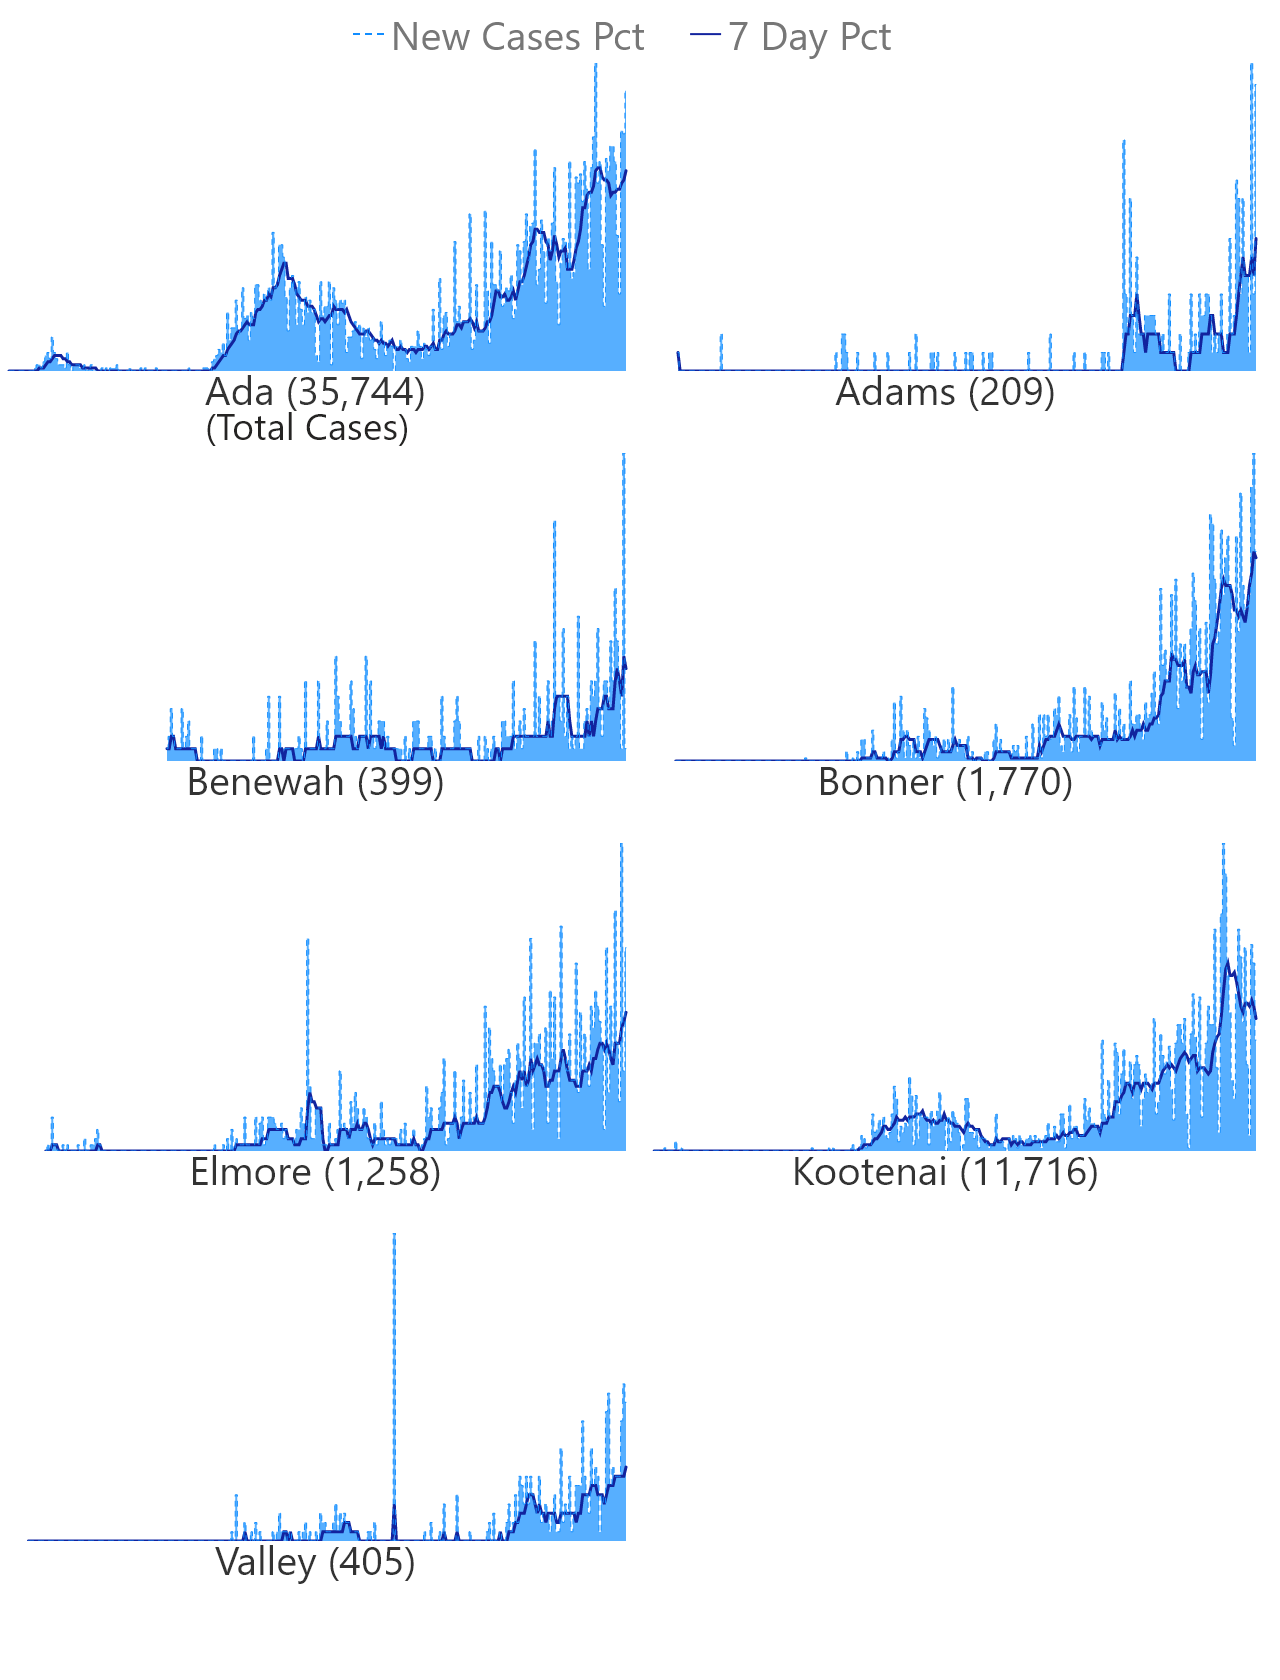 New Cases Pct 7 Day Pct
Ada (35,744)
(Total Cases)
Adams (209)
Benewah (399)
Bonner (1,770)
Elmore (1,258)
Kootenai (11,716)
Valley (405)